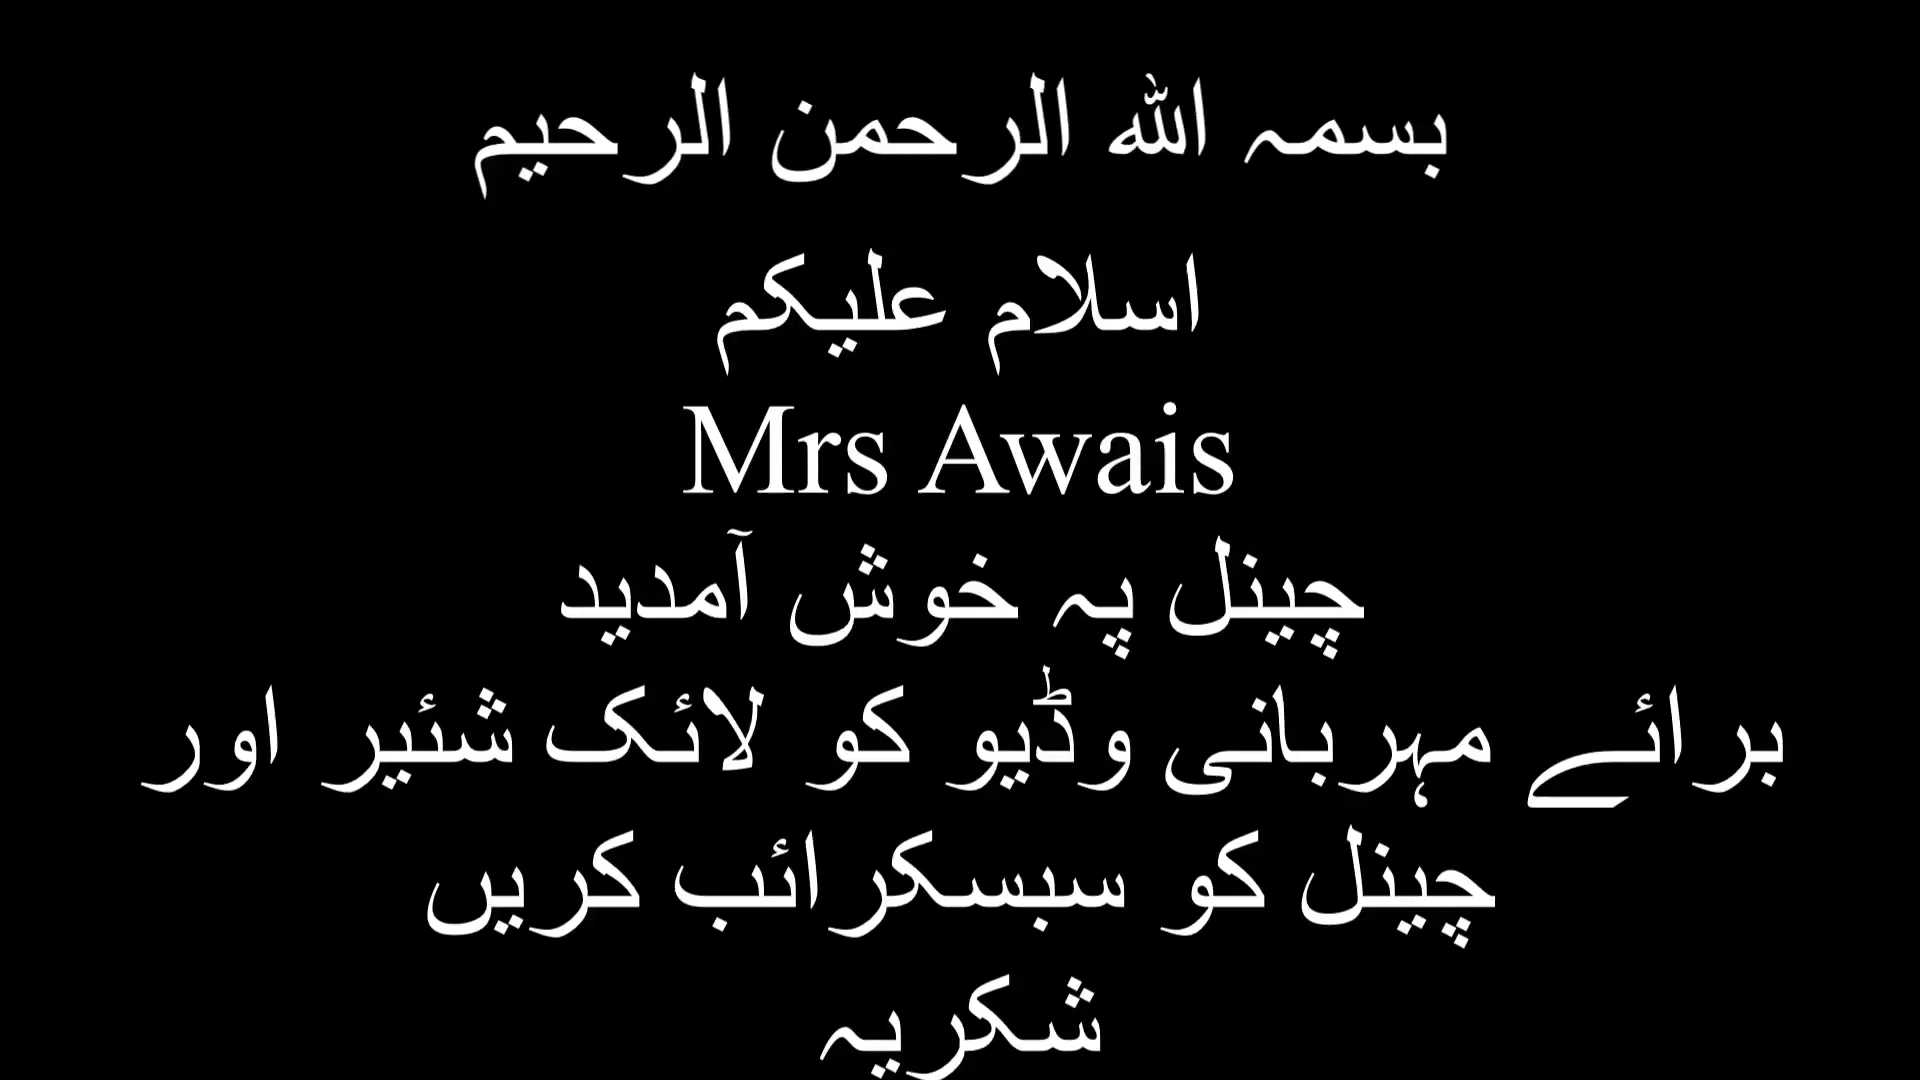 بسمہ اللہ الرحمن الرحیم
اسلام علیکم
Mrs Awais
چینل پہ خوش آمدید
برائے مہربانی وڈیو کو لائک شئیر اور
چینل کو سبسکرائب کریں
شکریہ